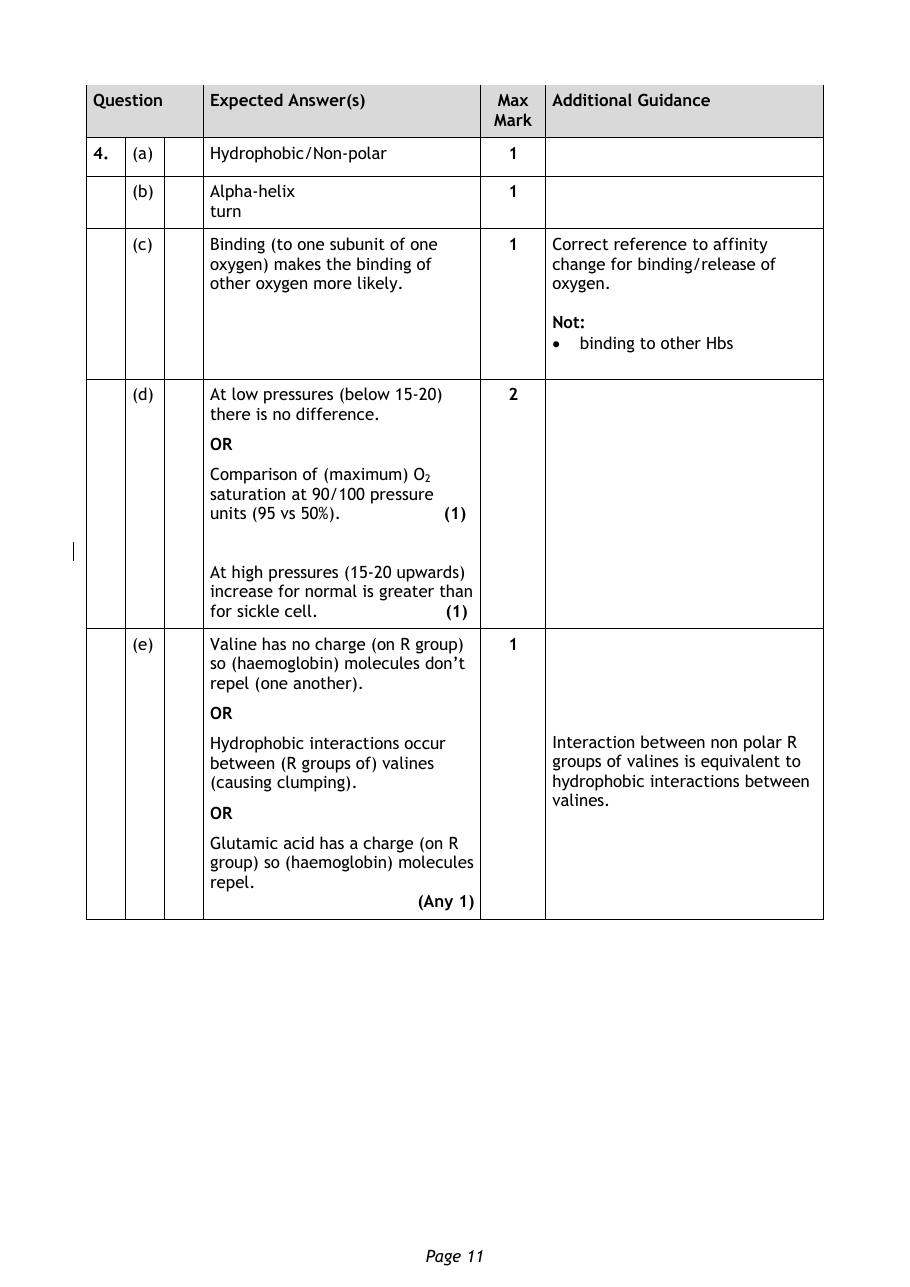 Question Expected Answer(s) Max Mark Additional Guidance
4. (a) Hydrophobic/Non-polar 1
(b) Alpha-helix 1
turn
(c) Binding (to one subunit of one 1 Correct reference to affinity
oxygen) makes the binding of change for binding/release of
other oxygen more likely. oxygen.
Not:
• binding to other Hbs
(d) At low pressures (below 15-20) 2
there is no difference.
OR
Comparison of (maximum) O₂
saturation at 90/100 pressure
units (95 vs 50%). (1)
At high pressures (15-20 upwards)
increase for normal is greater than
for sickle cell. (1)
(e) Valine has no charge (on R group) 1
so (haemoglobin) molecules don’t
repel (one another).
OR
Hydrophobic interactions occur Interaction between non polar R
between (R groups of) valines groups of valines is equivalent to
(causing clumping). hydrophobic interactions between
OR valines.
Glutamic acid has a charge (on R
group) so (haemoglobin) molecules
repel.
(Any 1)
Page 11